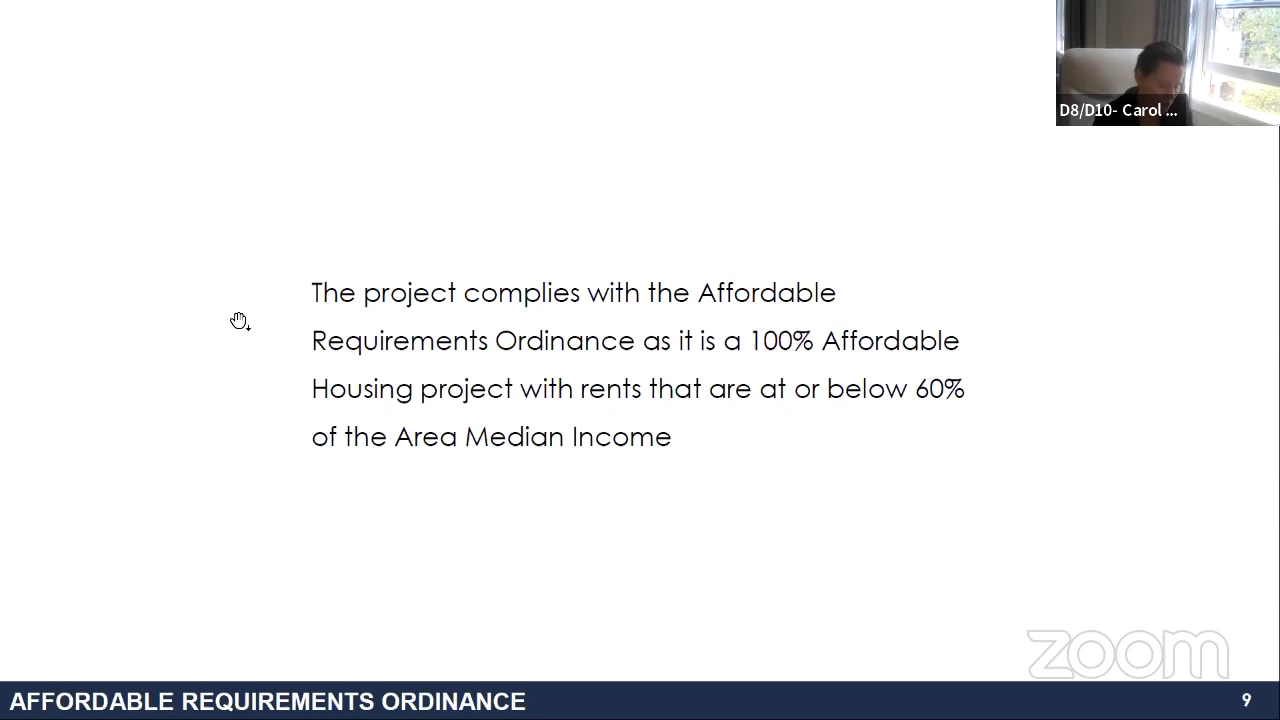 D8/D10- Carol ...
The project complies with the Affordable
Requirements Ordinance as it is a 100% Affordable
Housing project with rents that are at or below 60%
of the Area Median Income
zoom
AFFORDABLE REQUIREMENTS ORDINANCE
9